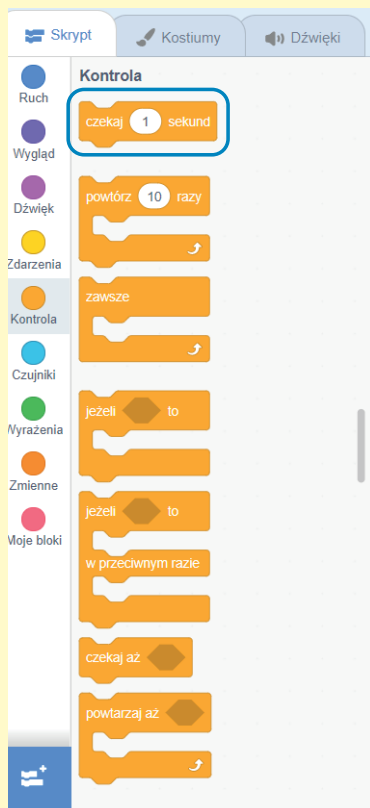 Skrypt Kostiumy Dźwięki
Ruch
Wygląd
Dźwięk
Zdarzenia
Kontrola
Czujniki
Wyrażenia
Zmienne
Moje bloki
Kontrola
czekaj 1 sekund
powtórz 10 razy
zawsze
jeżeli to
jeżeli to
w przeciwnym razie
czekaj aż
powtarzaj aż